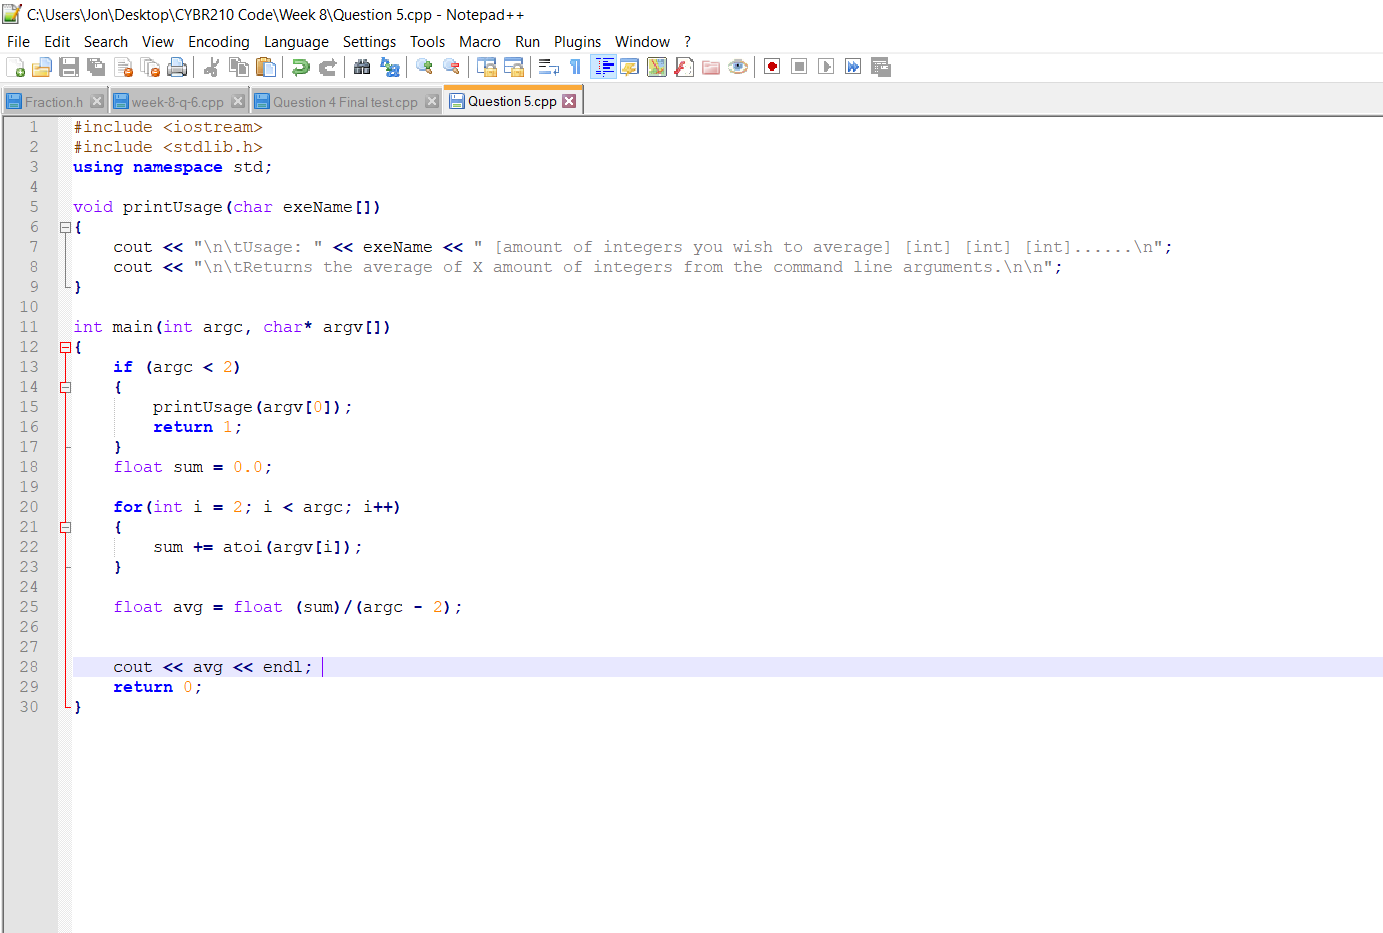 C:\Users\Jon\Desktop\CYBR210 Code\Week 8\Question 5.cpp - Notepad++
File Edit Search View Encoding Language Settings Tools Macro Run Plugins Window ?
Fraction.h week-8-q-6.cpp Question 4 Final test.cpp Question 5.cpp
1 #include <iostream>
2 #include <stdlib.h>
3 using namespace std;
4
5 void printUsage(char exeName[])
6 {
7     cout << "\n\tUsage: " << exeName << " [amount of integers you wish to average] [int] [int] [int]......\n";
8     cout << "\n\tReturns the average of X amount of integers from the command line arguments.\n\n";
9 }
10
11 int main(int argc, char* argv[])
12 {
13     if (argc < 2)
14     {
15         printUsage(argv[0]);
16         return 1;
17     }
18     float sum = 0.0;
19
20     for(int i = 2; i < argc; i++)
21     {
22         sum += atoi(argv[i]);
23     }
24
25     float avg = float (sum)/(argc - 2);
26
27
28     cout << avg << endl;
29     return 0;
30 }